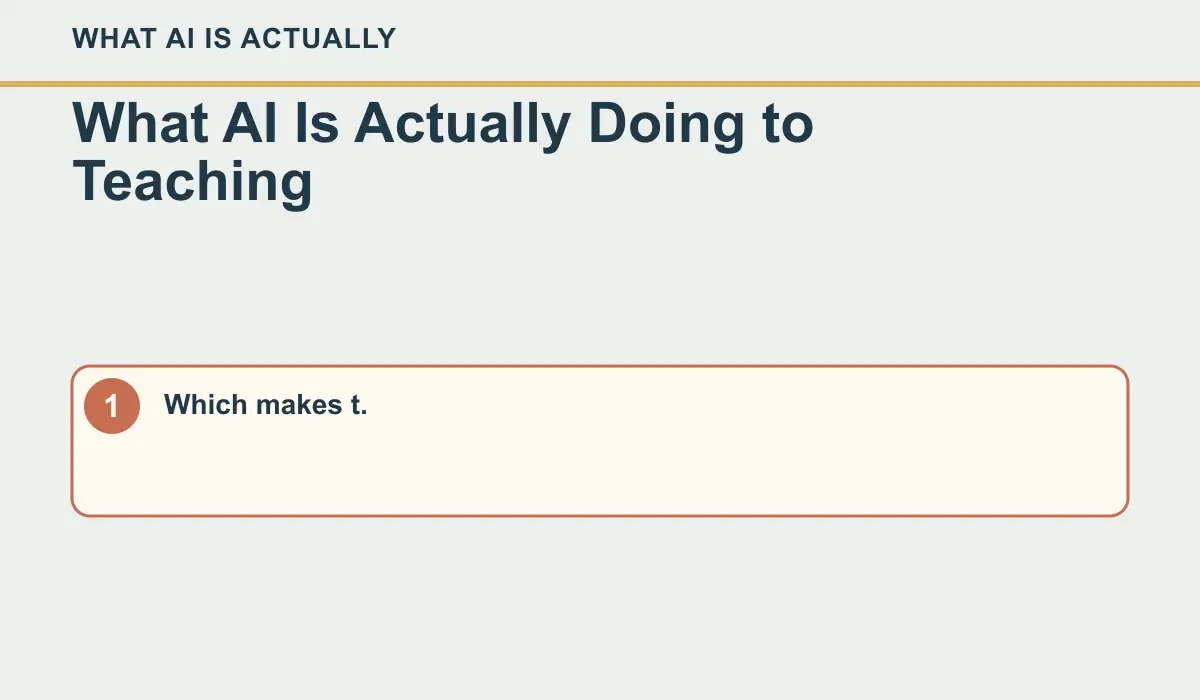 WHAT AI IS ACTUALLY
What AI Is Actually Doing to
Teaching
1
Which makes t.